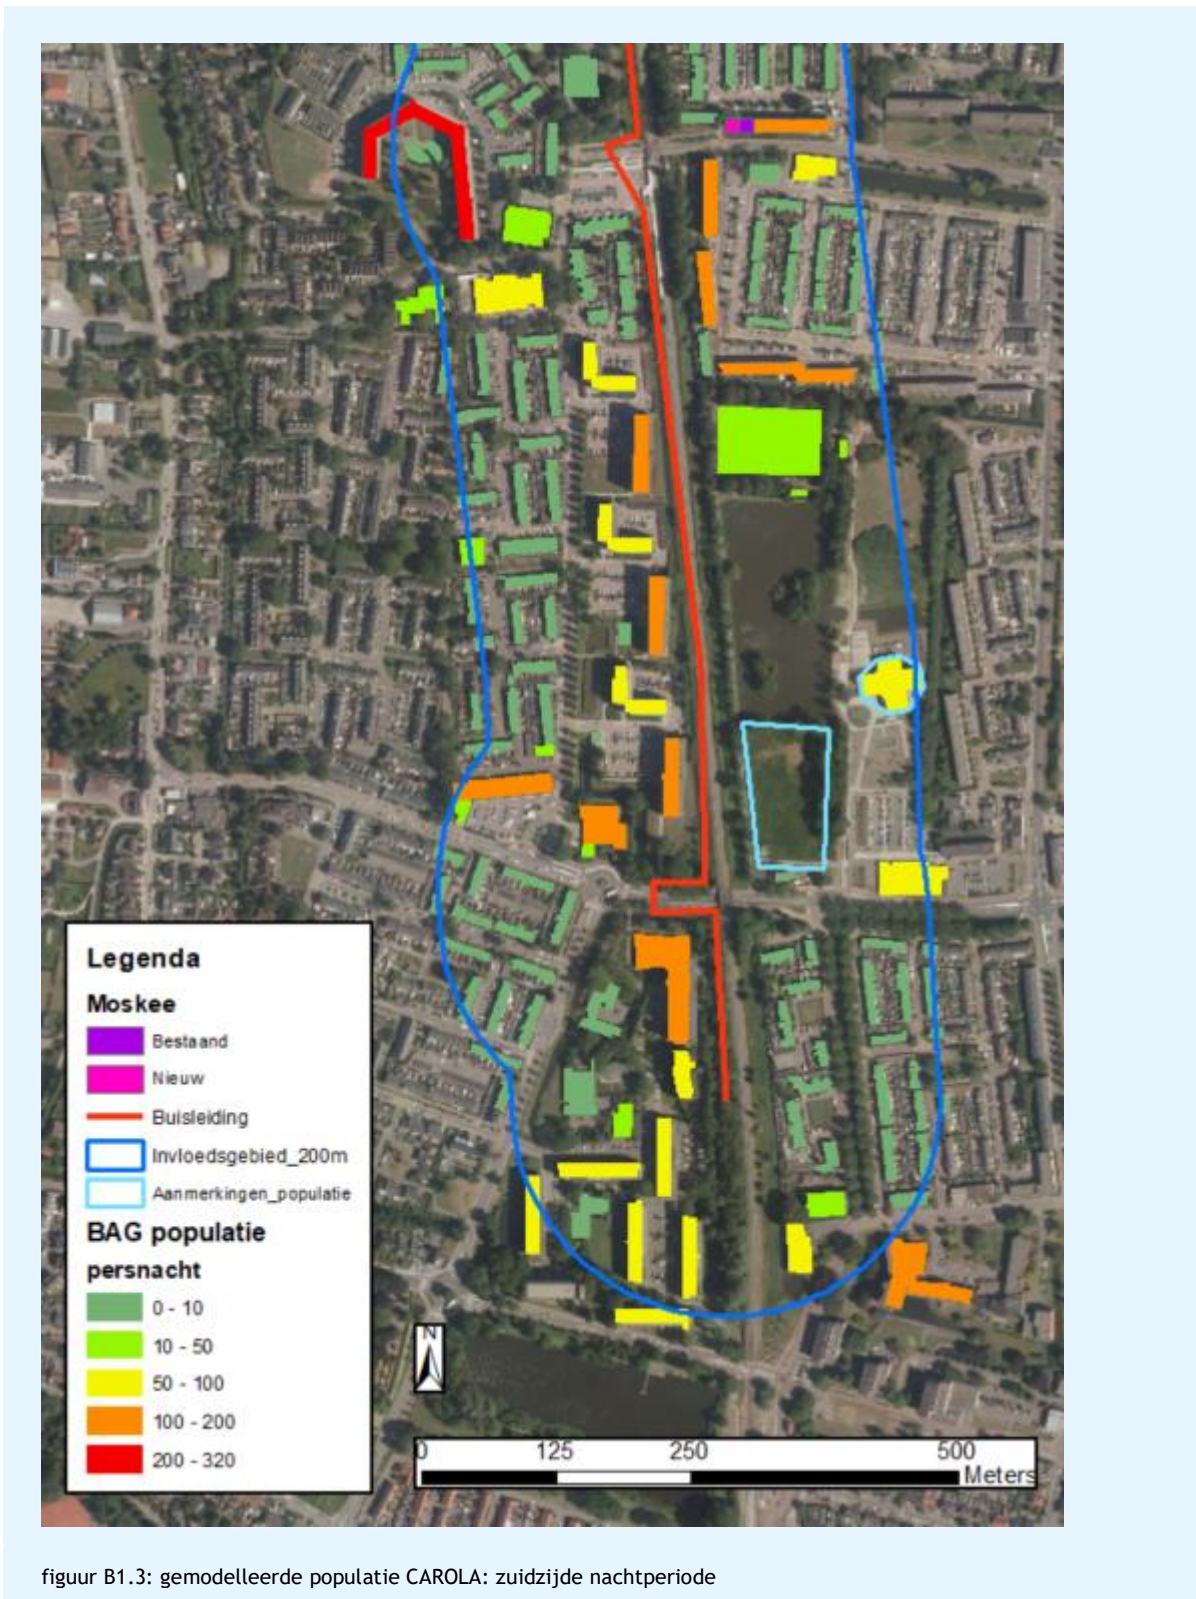 Legenda
Moskee
Bestaand
Nieuw
Buisleiding
Invloedsgebied_200m
Aanmerkingen_populatie
BAG populatie
persnacht
0 - 10
10 - 50
50 - 100
100 - 200
200 - 320
N
0 125 250 500
Meters
figuur B1.3: gemodelleerde populatie CAROLA: zuidzijde nachtperiode